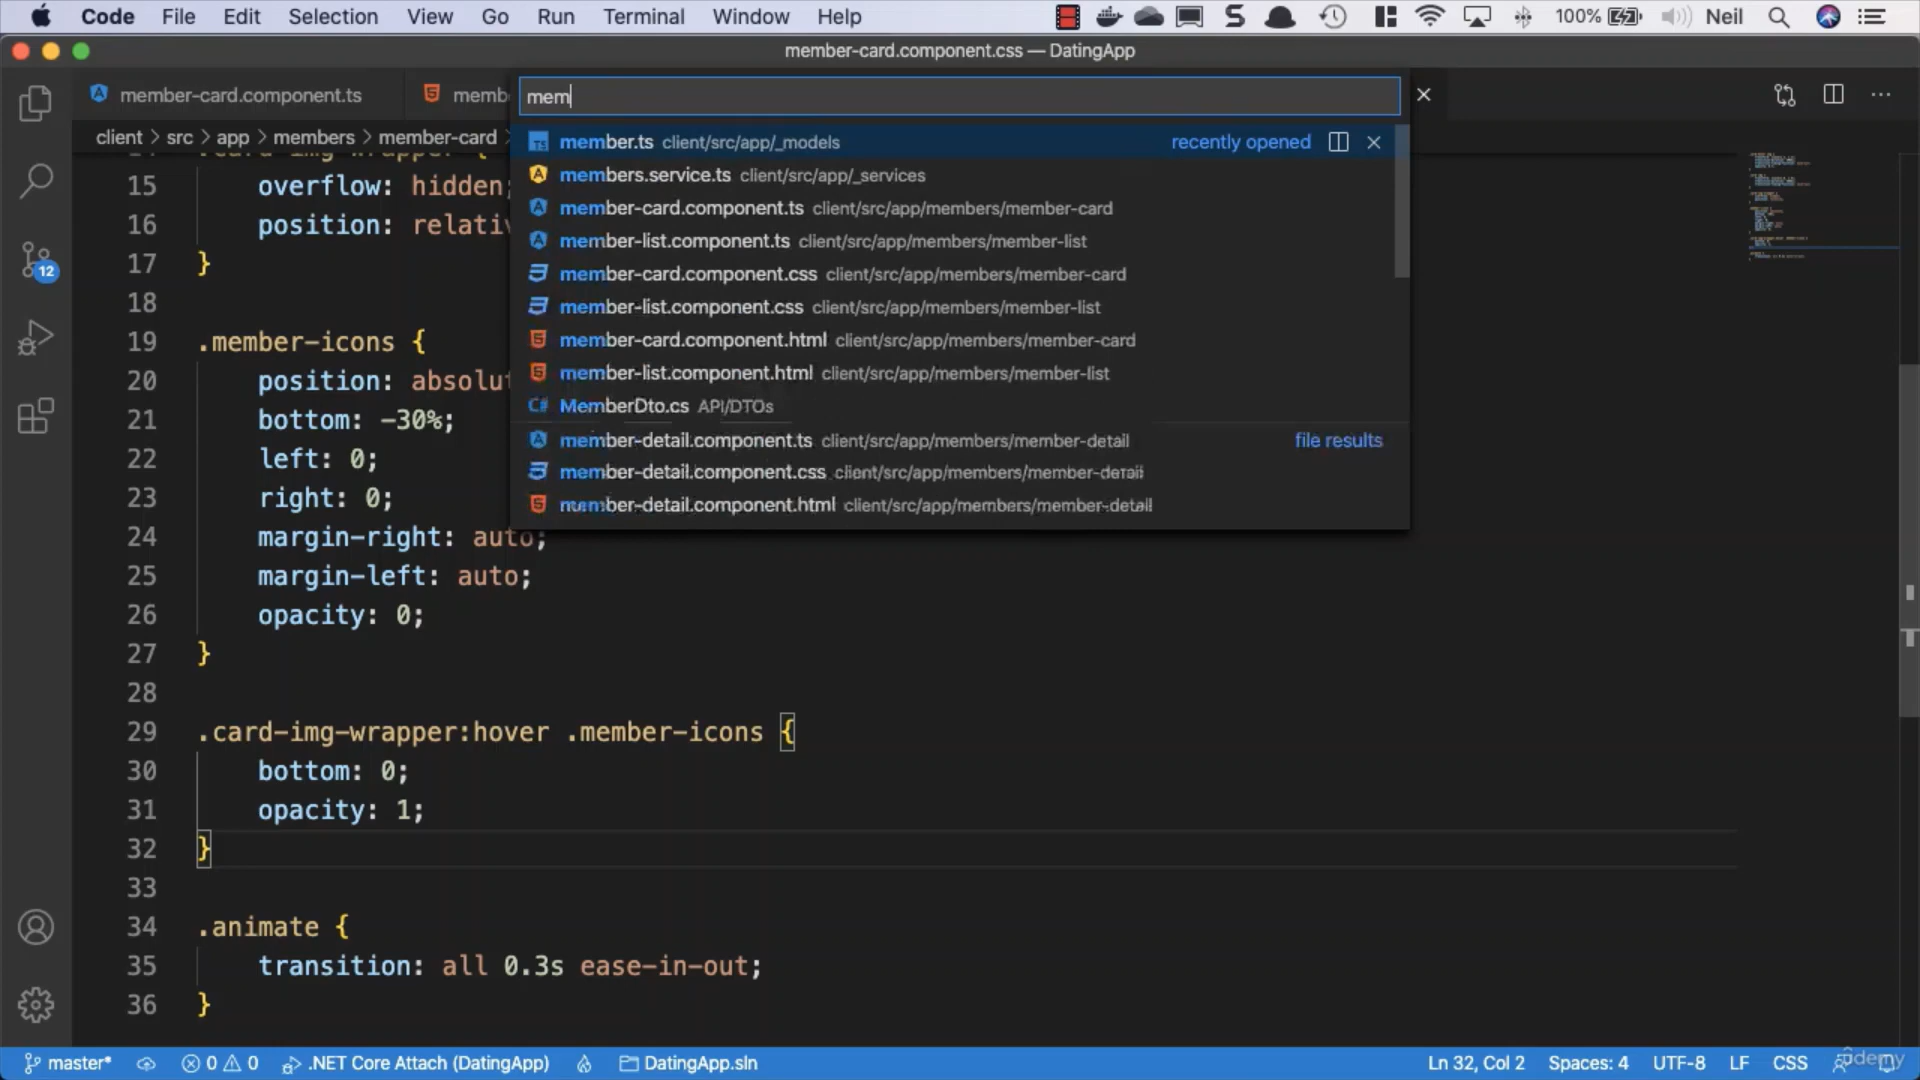 Code File Edit Selection View Go Run Terminal Window Help 100% Neil
member-card.component.css — DatingApp
member-card.component.ts memb
mem
client > src > app > members > member-card >
member.ts client/src/app/_models recently opened
members.service.ts client/src/app/_services
member-card.component.ts client/src/app/members/member-card
member-list.component.ts client/src/app/members/member-list
member-card.component.css client/src/app/members/member-card
member-list.component.css client/src/app/members/member-list
member-card.component.html client/src/app/members/member-card
member-list.component.html client/src/app/members/member-list
MemberDto.cs API/DTOs
member-detail.component.ts client/src/app/members/member-detail file results
member-detail.component.css client/src/app/members/member-detail
member-detail.component.html client/src/app/members/member-detail
15 overflow: hidden;
16 position: relativ
17 }
18
19 .member-icons {
20 position: absolut
21 bottom: -30%;
22 left: 0;
23 right: 0;
24 margin-right: auto;
25 margin-left: auto;
26 opacity: 0;
27 }
28
29 .card-img-wrapper:hover .member-icons {
30 bottom: 0;
31 opacity: 1;
32 }
33
34 .animate {
35 transition: all 0.3s ease-in-out;
36 }
12
master* 0 0 .NET Core Attach (DatingApp) DatingApp.sln Ln 32, Col 2 Spaces: 4 UTF-8 LF CSS
udemy